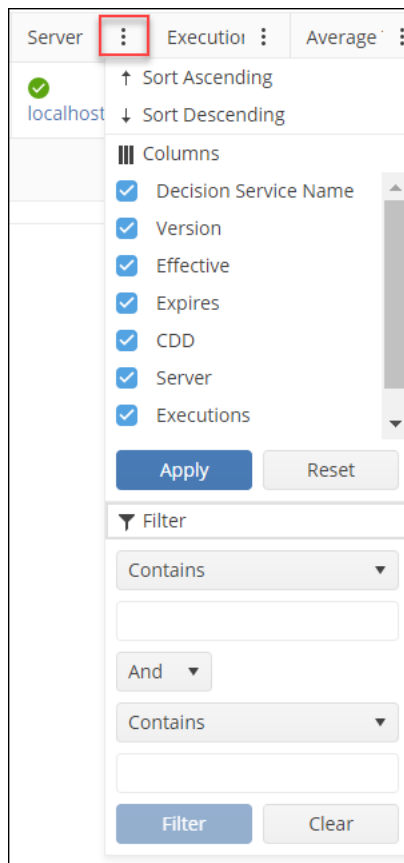 Server Execution Average
Sort Ascending
localhost
Sort Descending
Columns
Decision Service Name
Version
Effective
Expires
CDD
Server
Executions
Apply Reset
Filter
Contains
And
Contains
Filter Clear